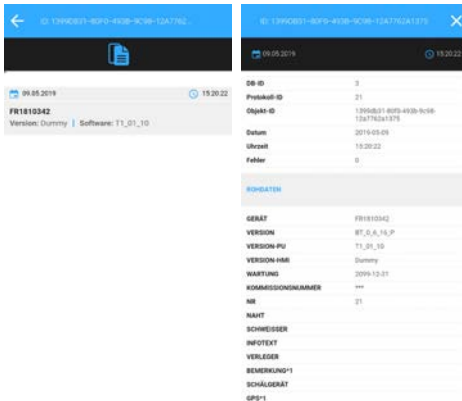 ID: 1399DB31-80F0-493B-9C98-12A7762...
09.05.2019 15:20:22
FR1810342
Version: Dummy | Software: T1_01_10
ID: 1399DB31-80F0-493B-9C98-12A7762A1375
09.05.2019 15:20:22
DB-ID 3
Protokoll-ID 21
Objekt-ID 1399db31-80f0-493b-9c98-
12a7762a1375
Datum 2019-05-09
Uhrzeit 15:20:22
Fehler 0
ROHDATEN
GERÄT FR1810342
VERSION BT_0_6_16_P
VERSION-PU T1_01_10
VERSION-HMI Dummy
WARTUNG 2099-12-31
KOMMISSIONSNUMMER ***
NR 21
NAHT
SCHWEISSER
INFOTEXT
VERLEGER
BEMERKUNG*1
SCHÄLGERÄT
GPS*1